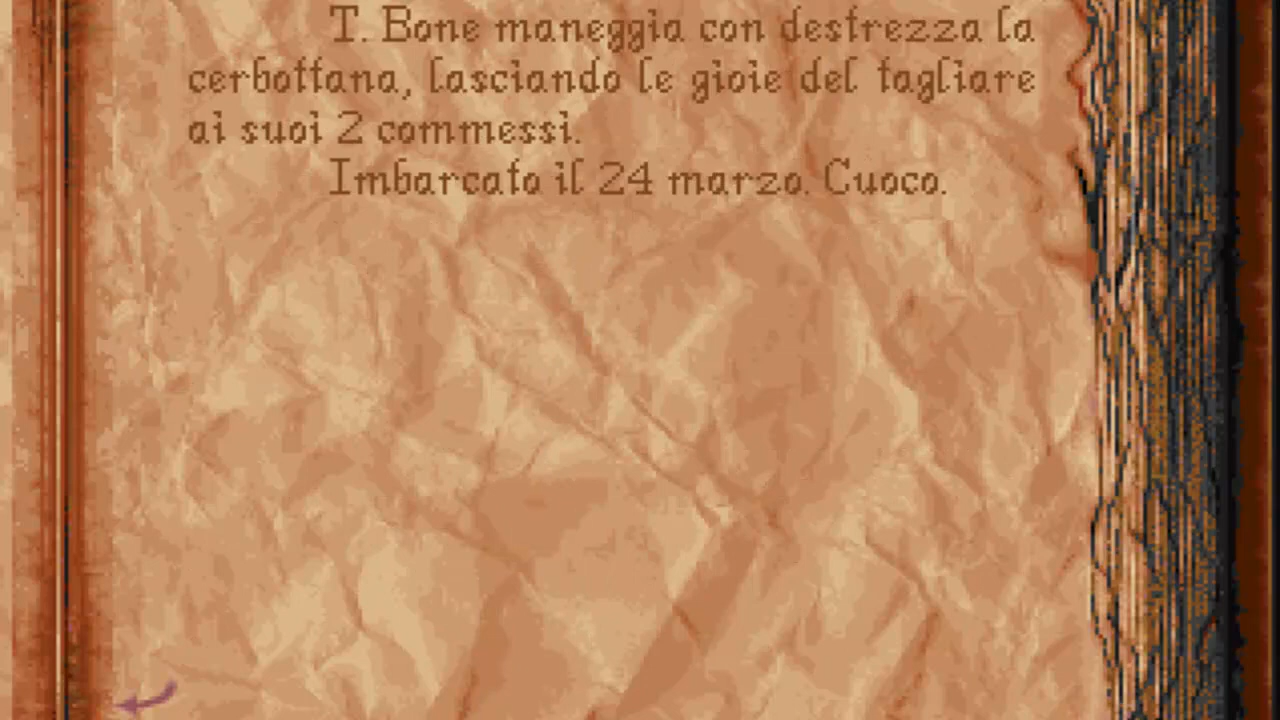 T. Bone maneggia con destrezza la
cerbottana, lasciando le gioie del tagliare
ai suoi 2 commessi.
Imbarcato il 24 marzo. Cuoco.